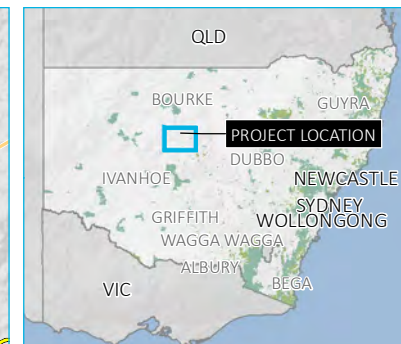 QLD
BOURKE
GUYRA
PROJECT LOCATION
DUBBO
IVANHOE
NEWCASTLE
SYDNEY
GRIFFITH
WOLLONGONG
WAGGA WAGGA
ALBURY
BEGA
VIC